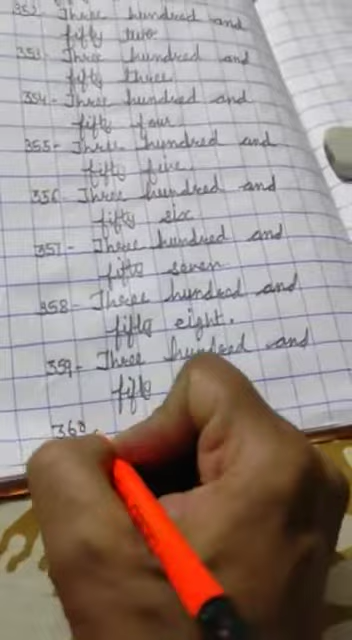 352- Three hundred and
fifty two.
353- Three hundred and
fifty three
354- Three hundred and
fifty four
355- Three hundred and
fifty five
356- Three hundred and
fifty six
357- Three hundred and
fifty seven
358- Three hundred and
fifty eight.
359- Three hundred and
fifty
360